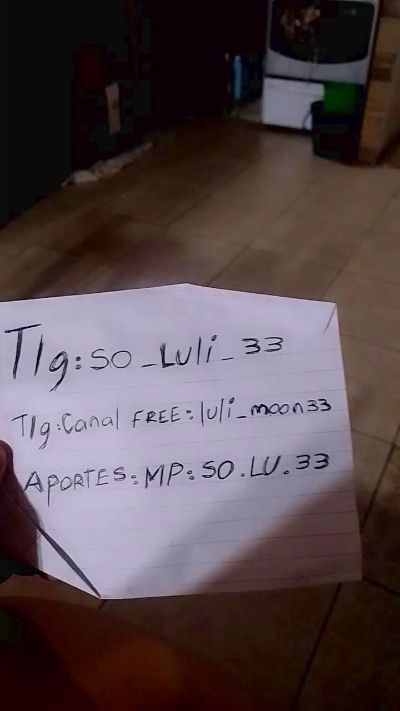 Tlg:so_Luli_33
Tlg:Canal FREE:luli_moon33
APORTES:MP:SO.LU.33